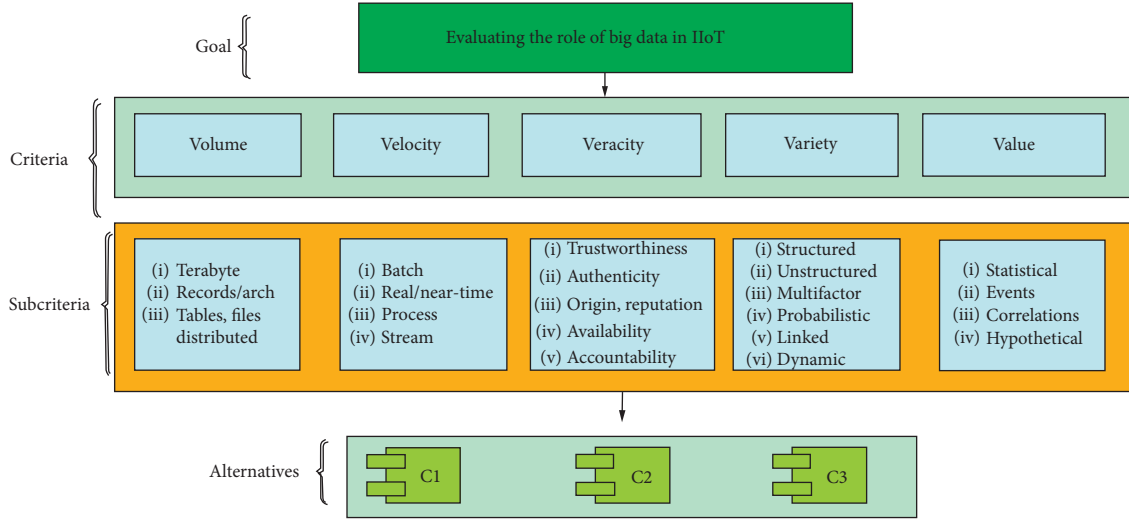 Goal
Evaluating the role of big data in IIoT
Criteria
Volume
Velocity
Veracity
Variety
Value
Subcriteria
(i) Terabyte
(ii) Records/arch
(iii) Tables, files
distributed
(i) Batch
(ii) Real/near-time
(iii) Process
(iv) Stream
(i) Trustworthiness
(ii) Authenticity
(iii) Origin, reputation
(iv) Availability
(v) Accountability
(i) Structured
(ii) Unstructured
(iii) Multifactor
(iv) Probabilistic
(v) Linked
(vi) Dynamic
(i) Statistical
(ii) Events
(iii) Correlations
(iv) Hypothetical
Alternatives
C1
C2
C3